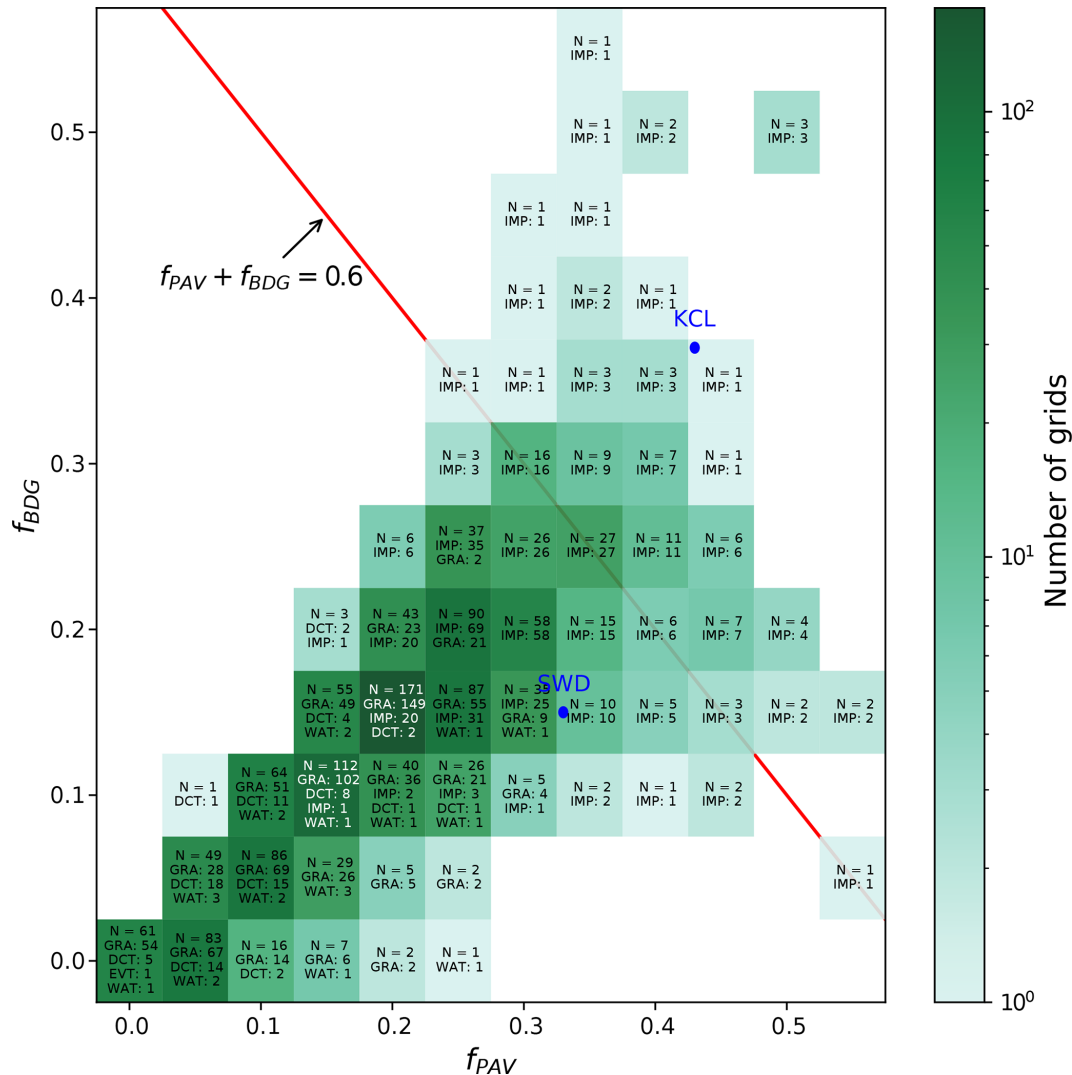 N = 1
IMP: 1
N = 1
IMP: 1
N = 2
IMP: 2
N = 3
IMP: 3
N = 1
IMP: 1
N = 1
IMP: 1
N = 1
IMP: 1
N = 2
IMP: 2
N = 1
IMP: 1
KCL
N = 1
IMP: 1
N = 1
IMP: 1
N = 3
IMP: 3
N = 3
IMP: 3
N = 1
IMP: 1
N = 3
IMP: 3
N = 16
IMP: 16
N = 9
IMP: 9
N = 7
IMP: 7
N = 1
IMP: 1
N = 6
IMP: 6
N = 37
IMP: 35
GRA: 2
N = 26
IMP: 26
N = 27
IMP: 27
N = 11
IMP: 11
N = 6
IMP: 6
N = 3
DCT: 2
IMP: 1
N = 43
GRA: 23
IMP: 20
N = 90
IMP: 69
GRA: 21
N = 58
IMP: 58
N = 15
IMP: 15
N = 6
IMP: 6
N = 7
IMP: 7
N = 4
IMP: 4
N = 55
GRA: 49
DCT: 4
WAT: 2
N = 171
GRA: 149
IMP: 20
DCT: 2
N = 87
GRA: 55
IMP: 31
WAT: 1
N = 35
IMP: 25
GRA: 9
WAT: 1
SWD
N = 10
IMP: 10
N = 5
IMP: 5
N = 3
IMP: 3
N = 2
IMP: 2
N = 2
IMP: 2
N = 1
DCT: 1
N = 64
GRA: 51
DCT: 11
WAT: 2
N = 112
GRA: 102
DCT: 8
IMP: 1
WAT: 1
N = 40
GRA: 36
IMP: 2
DCT: 1
WAT: 1
N = 26
GRA: 21
IMP: 3
DCT: 1
WAT: 1
N = 5
GRA: 4
IMP: 1
N = 2
IMP: 2
N = 1
IMP: 1
N = 2
IMP: 2
N = 49
GRA: 28
DCT: 18
WAT: 3
N = 86
GRA: 69
DCT: 15
WAT: 2
N = 29
GRA: 26
WAT: 3
N = 5
GRA: 5
N = 2
GRA: 2
N = 1
IMP: 1
N = 61
GRA: 54
DCT: 5
EVT: 1
WAT: 1
N = 83
GRA: 67
DCT: 14
WAT: 2
N = 16
GRA: 14
DCT: 2
N = 7
GRA: 6
WAT: 1
N = 2
GRA: 2
N = 1
WAT: 1
f_PAV + f_BDG = 0.6
0.5
0.4
0.3
0.2
0.1
0.0
f_BDG
0.0
0.1
0.2
0.3
0.4
0.5
f_PAV
10²
10¹
10⁰
Number of grids